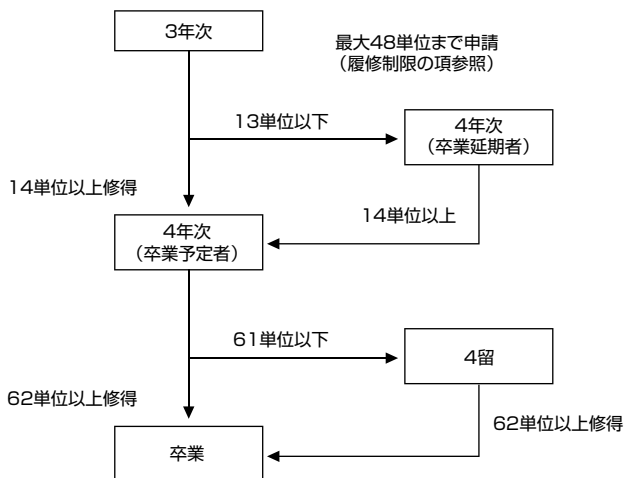 3年次
最大48単位まで申請
（履修制限の項参照）
13単位以下
4年次
（卒業延期者）
14単位以上修得
14単位以上
4年次
（卒業予定者）
61単位以下
4留
62単位以上修得
62単位以上修得
卒業